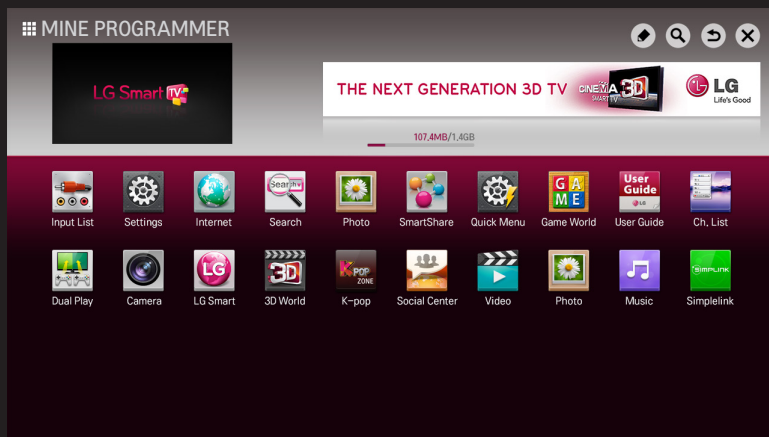 MINE PROGRAMMER
LG Smart TV
THE NEXT GENERATION 3D TV CINEMA 3D SMART TV LG Life's Good
107.4MB/1.4GB
Search
GAME
User Guide
LG
Input List Settings Internet Search Photo SmartShare Quick Menu Game World User Guide Ch. List
LG
3D
K-POP ZONE
SIMPLINK
Dual Play Camera LG Smart 3D World K-pop Social Center Video Photo Music Simplelink